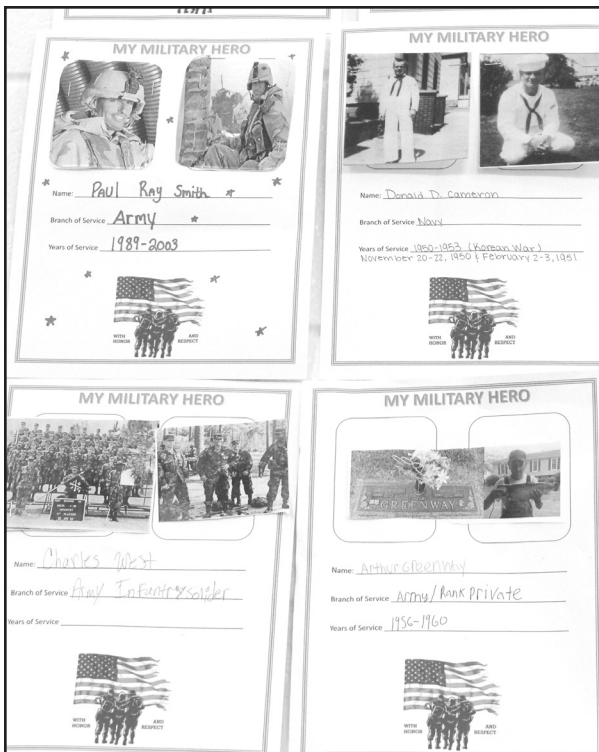 MY MILITARY HERO
Name: PAUL RAY Smith
Branch of Service Army
Years of Service 1989-2003
WITH HONOR AND RESPECT
MY MILITARY HERO
Name: Donald D. Cameron
Branch of Service Navy
Years of Service 1950-1953 (Korean War)
November 20-22, 1950 & February 2-3, 1951
WITH HONOR AND RESPECT
MY MILITARY HERO
Name: Charles West
Branch of Service Army Infantry soldier
Years of Service
WITH HONOR AND RESPECT
MY MILITARY HERO
GREENWAY
Name: Arthur Greenway
Branch of Service Army/Rank Private
Years of Service 1956-1960
WITH HONOR AND RESPECT